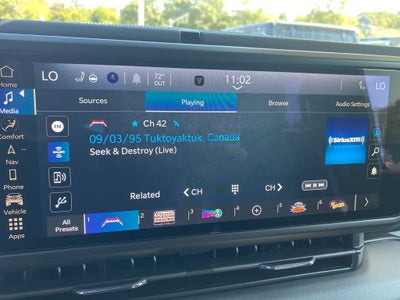 Home
LO
72°
OUT
11:02
LO
Media
Sources
Playing
Browse
Audio Settings
Comfort
FM
Ch 42
09/03/95 Tuktoyaktuk, Canada
Seek & Destroy (Live)
SiriusXM
Nav
Phone
Related
CH
CH
Vehicle
Apps
All
Presets
1
2
3
4
5
6